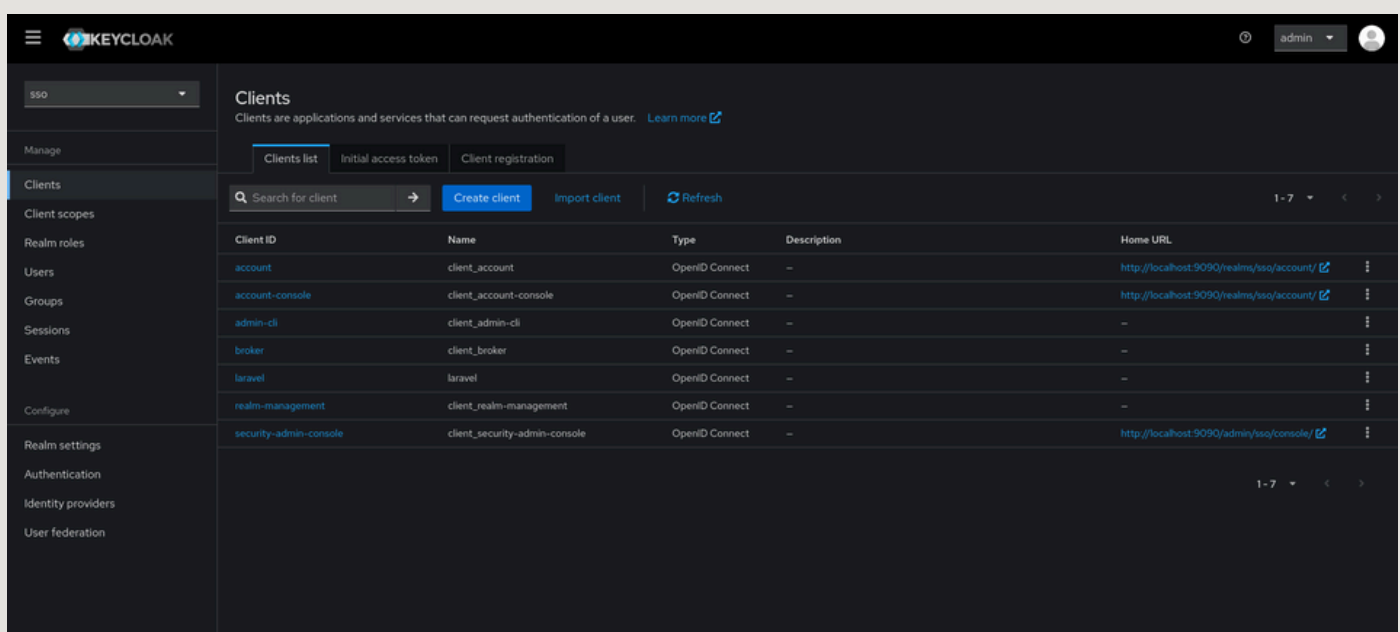 KEYCLOAK
admin
sso
Manage
Clients
Client scopes
Realm roles
Users
Groups
Sessions
Events
Configure
Realm settings
Authentication
Identity providers
User federation
Clients
Clients are applications and services that can request authentication of a user. Learn more
Clients list Initial access token Client registration
Search for client Create client Import client Refresh 1-7
Client ID Name Type Description Home URL
account client_account OpenID Connect – http://localhost:9090/realms/sso/account/
account-console client_account-console OpenID Connect – http://localhost:9090/realms/sso/account/
admin-cli client_admin-cli OpenID Connect – –
broker client_broker OpenID Connect – –
laravel laravel OpenID Connect – –
realm-management client_realm-management OpenID Connect – –
security-admin-console client_security-admin-console OpenID Connect – http://localhost:9090/admin/sso/console/
1-7